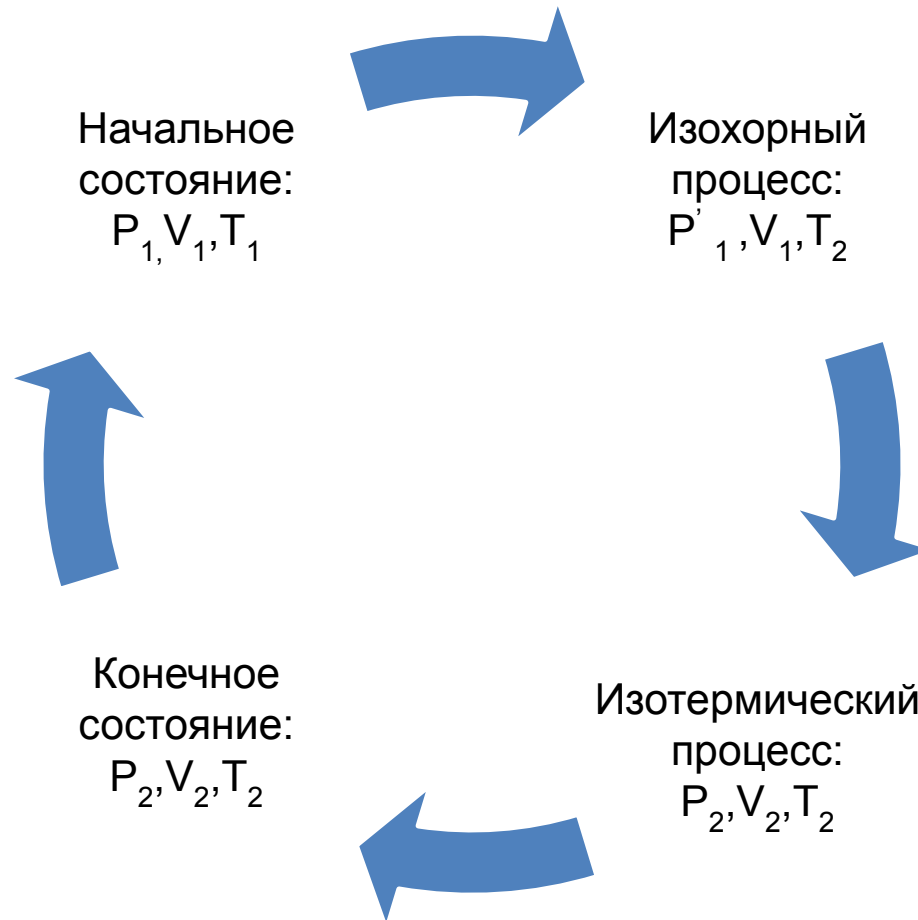 Начальное
состояние:
P₁,V₁,T₁
Изохорный
процесс:
P’₁,V₁,T₂
Изотермический
процесс:
P₂,V₂,T₂
Конечное
состояние:
P₂,V₂,T₂